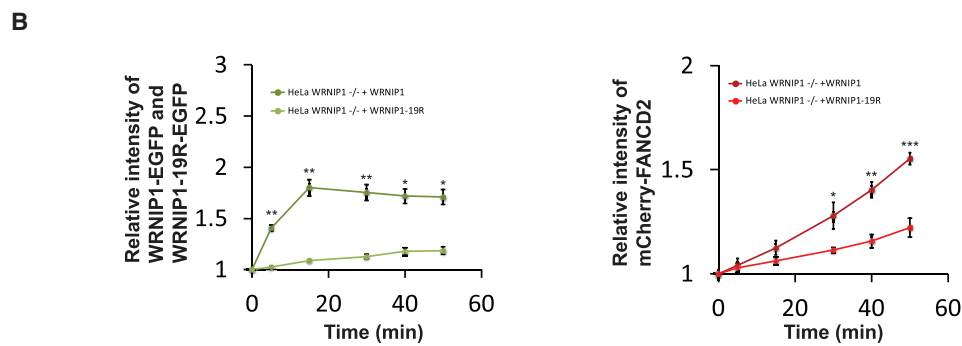 B
Relative intensity of
WRNIP1-EGFP and
WRNIP1-19R-EGFP
3
2.5
2
1.5
1
HeLa WRNIP1 -/- + WRNIP1
HeLa WRNIP1 -/- + WRNIP1-19R
**
**
**
*
*
0
20
40
60
Time (min)
Relative intensity of
mCherry-FANCD2
2
1.5
1
HeLa WRNIP1 -/- +WRNIP1
HeLa WRNIP1 -/- +WRNIP1-19R
*
**
***
0
20
40
60
Time (min)